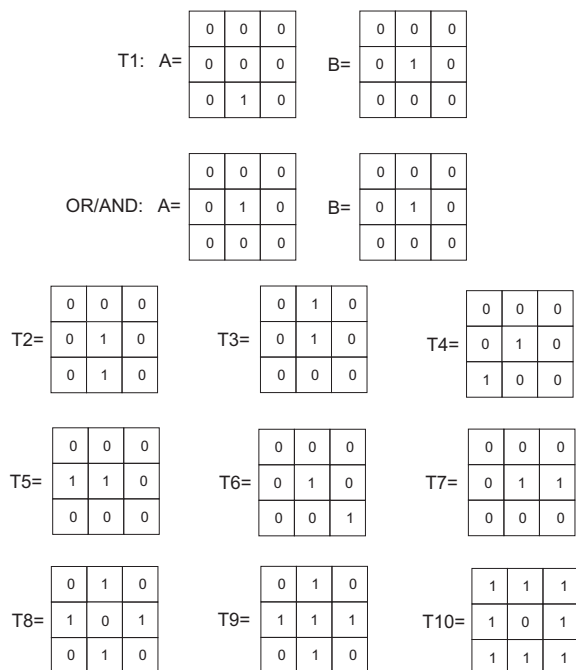 0 0 0 0 0 0
T1: A= 0 0 0 B= 0 1 0
0 1 0 0 0 0
0 0 0 0 0 0
OR/AND: A= 0 1 0 B= 0 1 0
0 0 0 0 0 0
0 0 0 0 1 0 0 0 0
T2= 0 1 0 T3= 0 1 0 T4= 0 1 0
0 1 0 0 0 0 1 0 0
0 0 0 0 0 0 0 0 0
T5= 1 1 0 T6= 0 1 0 T7= 0 1 1
0 0 0 0 0 1 0 0 0
0 1 0 0 1 0 1 1 1
T8= 1 0 1 T9= 1 1 1 T10= 1 0 1
0 1 0 0 1 0 1 1 1